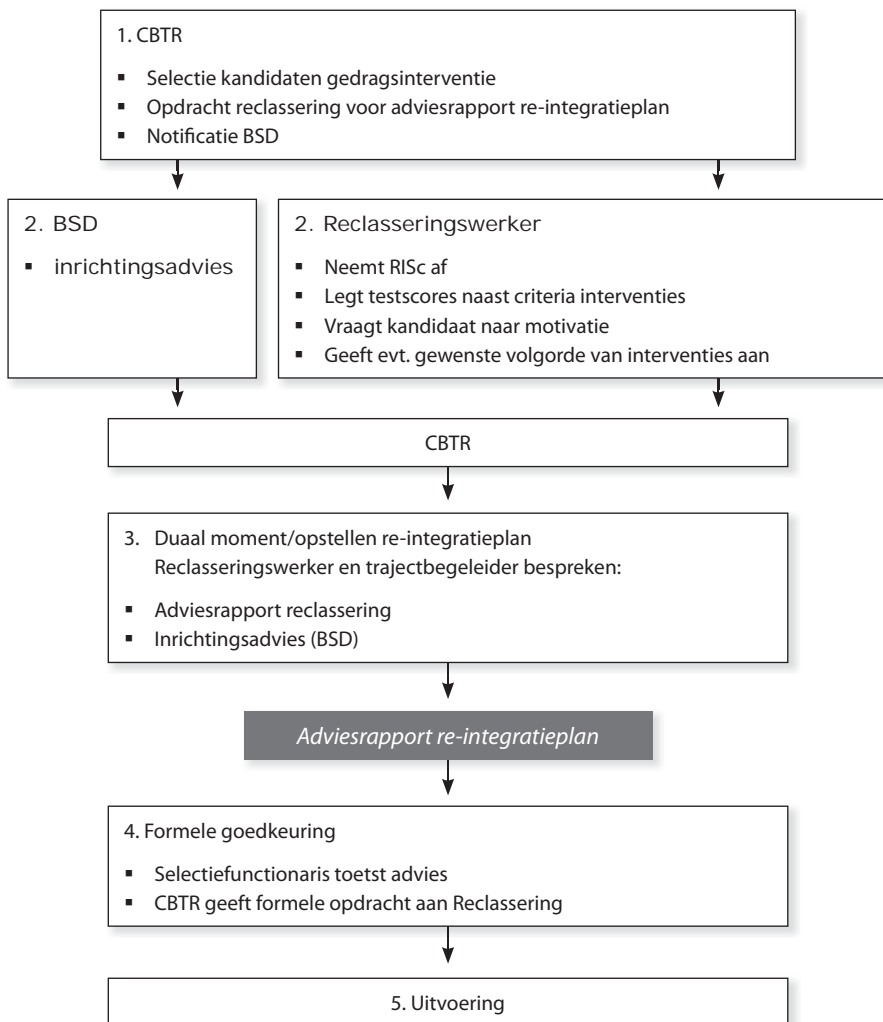 1. CBTR
▪ Selectie kandidaten gedragsinterventie
▪ Opdracht reclassering voor adviesrapport re-integratieplan
▪ Notificatie BSD
2. BSD
▪ inrichtingsadvies
2. Reclasseringswerker
▪ Neemt RISc af
▪ Legt testscores naast criteria interventies
▪ Vraagt kandidaat naar motivatie
▪ Geeft evt. gewenste volgorde van interventies aan
CBTR
3. Duaal moment/opstellen re-integratieplan
Reclasseringswerker en trajectbegeleider bespreken:
▪ Adviesrapport reclassering
▪ Inrichtingsadvies (BSD)
Adviesrapport re-integratieplan
4. Formele goedkeuring
▪ Selectiefunctionaris toetst advies
▪ CBTR geeft formele opdracht aan Reclassering
5. Uitvoering